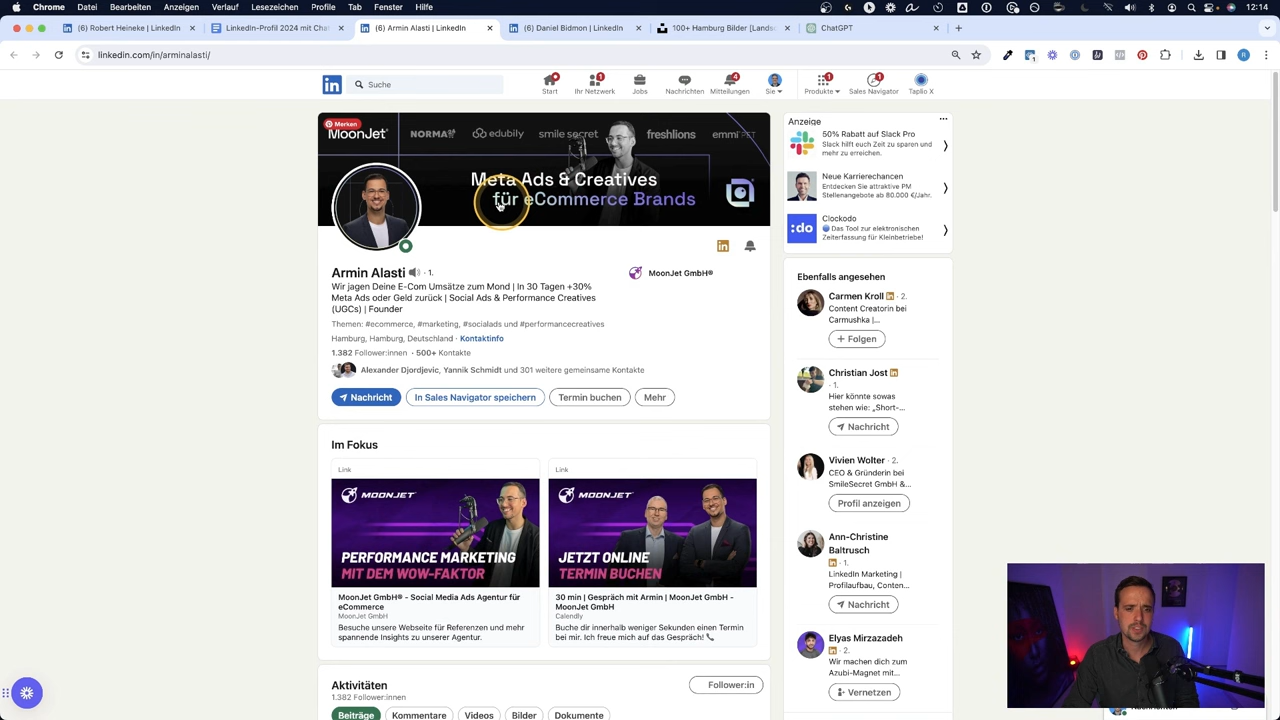 Chrome Datei Bearbeiten Anzeigen Verlauf Lesezeichen Profile Tab Fenster Hilfe
12:14
(6) Robert Heineke | LinkedIn
LinkedIn-Profil 2024 mit Cha
(4) Armin Alasti | LinkedIn
(6) Daniel Bidmon | LinkedIn
100+ Hamburg Bilder [Lands
ChatGPT
linkedin.com/in/arminalasti/
Suche
Start
Ihr Netzwerk
Jobs
Nachrichten
Mitteilungen
Sie
Produkte
Sales Navigator
Taplio X
Merken
MOONJET
NORMA
edubily
smile secret
freshlions
Meta Ads & Creatives
für eCommerce Brands
Armin Alasti · 1.
MoonJet GmbH®
Wir jagen Deine E-Com Umsätze zum Mond | In 30 Tagen +30%
Meta Ads oder Geld zurück | Social Ads & Performance Creatives
(UGCs) | Founder
Themen: #ecommerce, #marketing, #socialads und #performancecreatives
Hamburg, Hamburg, Deutschland · Kontaktinfo
1.382 Follower:innen · 500+ Kontakte
Alexander Djordjevic, Yannik Schmidt und 301 weitere gemeinsame Kontakte
Nachricht
In Sales Navigator speichern
Termin buchen
Mehr
Im Fokus
Link
MOONJET
PERFORMANCE MARKETING
MIT DEM WOW-FAKTOR
MoonJet GmbH® - Social Media Ads Agentur für
eCommerce
MoonJet GmbH
Besuche unsere Webseite für Referenzen und mehr
spannende Insights zu unserer Agentur.
Link
MOONJET
JETZT ONLINE
TERMIN BUCHEN
30 min | Gespräch mit Armin | MoonJet GmbH -
MoonJet GmbH
Calendly
Buche dir innerhalb weniger Sekunden einen Termin
bei mir. Ich freue mich auf das Gespräch!
Aktivitäten
1.382 Follower:innen
Follower:in
Beiträge
Kommentare
Videos
Bilder
Dokumente
Anzeige
50% Rabatt auf Slack Pro
Slack hilft euch Zeit zu sparen und
mehr zu erreichen.
Neue Karrierechancen
Entdecken Sie attraktive PM
Stellenangebote ab 80.000 €/Jahr.
:do
Clockodo
Das Tool zur elektronischen
Zeiterfassung für Kleinbetriebe!
Ebenfalls angesehen
Carmen Kroll · 2.
Content Creatorin bei
Carmushka |...
+ Folgen
Christian Jost
· 1.
Hier könnte sowas
stehen wie: „Short-...
Nachricht
Vivien Wolter · 2.
CEO & Gründerin bei
SmileSecret GmbH &...
Profil anzeigen
Ann-Christine
Baltrusch
· 1.
LinkedIn Marketing |
Profilaufbau, Conten...
Nachricht
Elyas Mirzazadeh
· 2.
Wir machen dich zum
Azubi-Magnet mit...
Vernetzen
Nachrichten